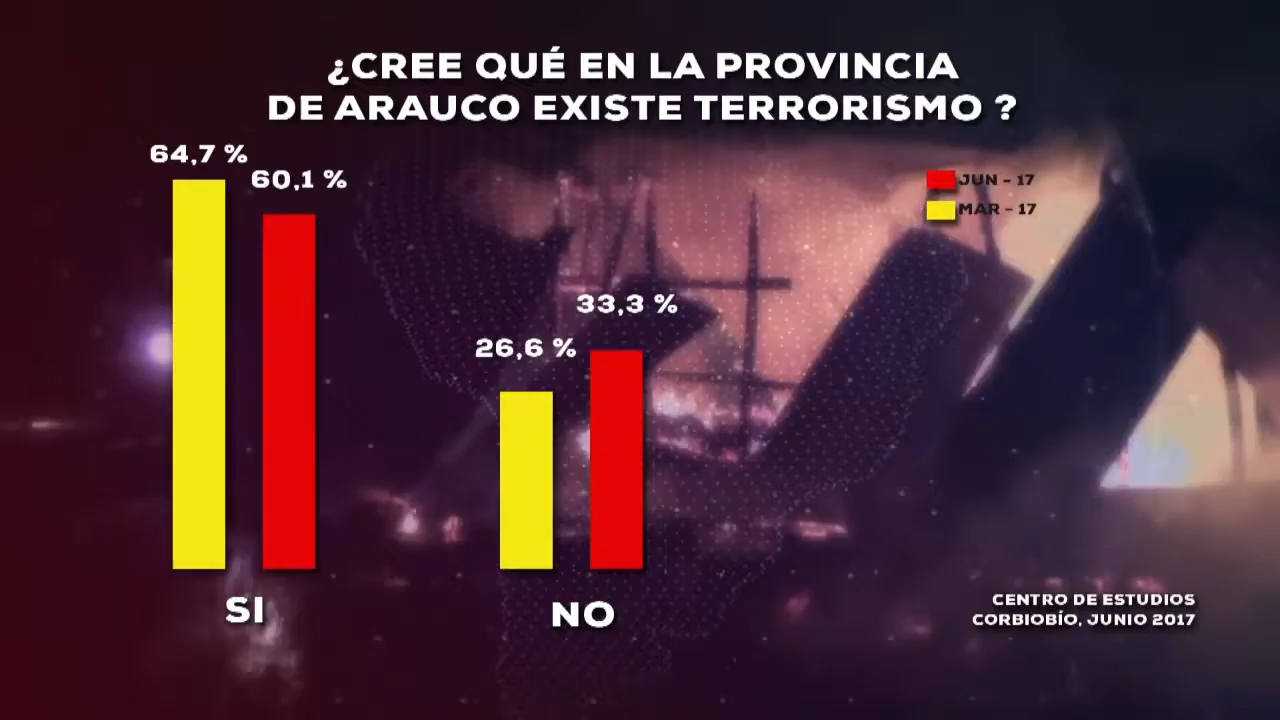 ¿CREE QUÉ EN LA PROVINCIA
DE ARAUCO EXISTE TERRORISMO ?
64,7 %
60,1 %
JUN - 17
MAR - 17
33,3 %
26,6 %
SI
NO
CENTRO DE ESTUDIOS
CORBIOBÍO, JUNIO 2017